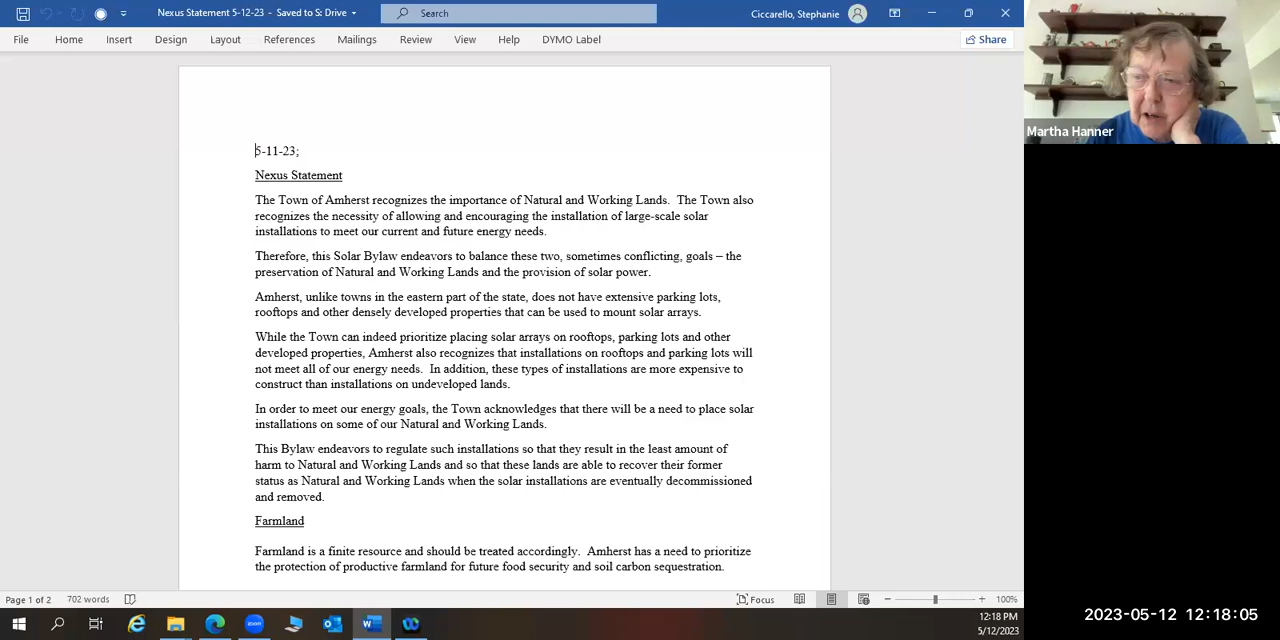 Nexus Statement 5-12-23 - Saved to S: Drive
Search
Ciccarello, Stephanie
File Home Insert Design Layout References Mailings Review View Help DYMO Label
Share
5-11-23;
Nexus Statement
The Town of Amherst recognizes the importance of Natural and Working Lands. The Town also
recognizes the necessity of allowing and encouraging the installation of large-scale solar
installations to meet our current and future energy needs.
Therefore, this Solar Bylaw endeavors to balance these two, sometimes conflicting, goals – the
preservation of Natural and Working Lands and the provision of solar power.
Amherst, unlike towns in the eastern part of the state, does not have extensive parking lots,
rooftops and other densely developed properties that can be used to mount solar arrays.
While the Town can indeed prioritize placing solar arrays on rooftops, parking lots and other
developed properties, Amherst also recognizes that installations on rooftops and parking lots will
not meet all of our energy needs. In addition, these types of installations are more expensive to
construct than installations on undeveloped lands.
In order to meet our energy goals, the Town acknowledges that there will be a need to place solar
installations on some of our Natural and Working Lands.
This Bylaw endeavors to regulate such installations so that they result in the least amount of
harm to Natural and Working Lands and so that these lands are able to recover their former
status as Natural and Working Lands when the solar installations are eventually decommissioned
and removed.
Farmland
Farmland is a finite resource and should be treated accordingly. Amherst has a need to prioritize
the protection of productive farmland for future food security and soil carbon sequestration.
Martha Hanner
Page 1 of 2 702 words
Focus
100%
zoom
12:18 PM
5/12/2023
2023-05-12 12:18:05